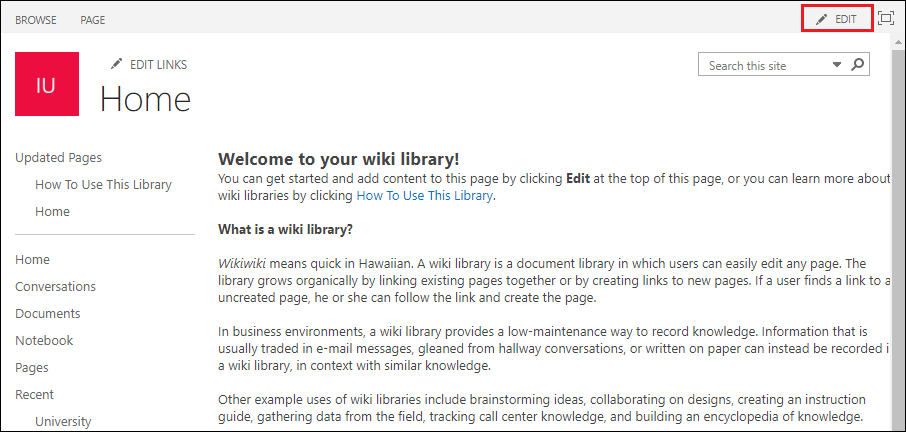 BROWSE PAGE EDIT
IU
EDIT LINKS
Search this site
Home
Updated Pages
How To Use This Library
Home
Home
Conversations
Documents
Notebook
Pages
Recent
University
Welcome to your wiki library!
You can get started and add content to this page by clicking Edit at the top of this page, or you can learn more about
wiki libraries by clicking How To Use This Library.
What is a wiki library?
Wikiwiki means quick in Hawaiian. A wiki library is a document library in which users can easily edit any page. The
library grows organically by linking existing pages together or by creating links to new pages. If a user finds a link to a
uncreated page, he or she can follow the link and create the page.
In business environments, a wiki library provides a low-maintenance way to record knowledge. Information that is
usually traded in e-mail messages, gleaned from hallway conversations, or written on paper can instead be recorded i
a wiki library, in context with similar knowledge.
Other example uses of wiki libraries include brainstorming ideas, collaborating on designs, creating an instruction
guide, gathering data from the field, tracking call center knowledge, and building an encyclopedia of knowledge.